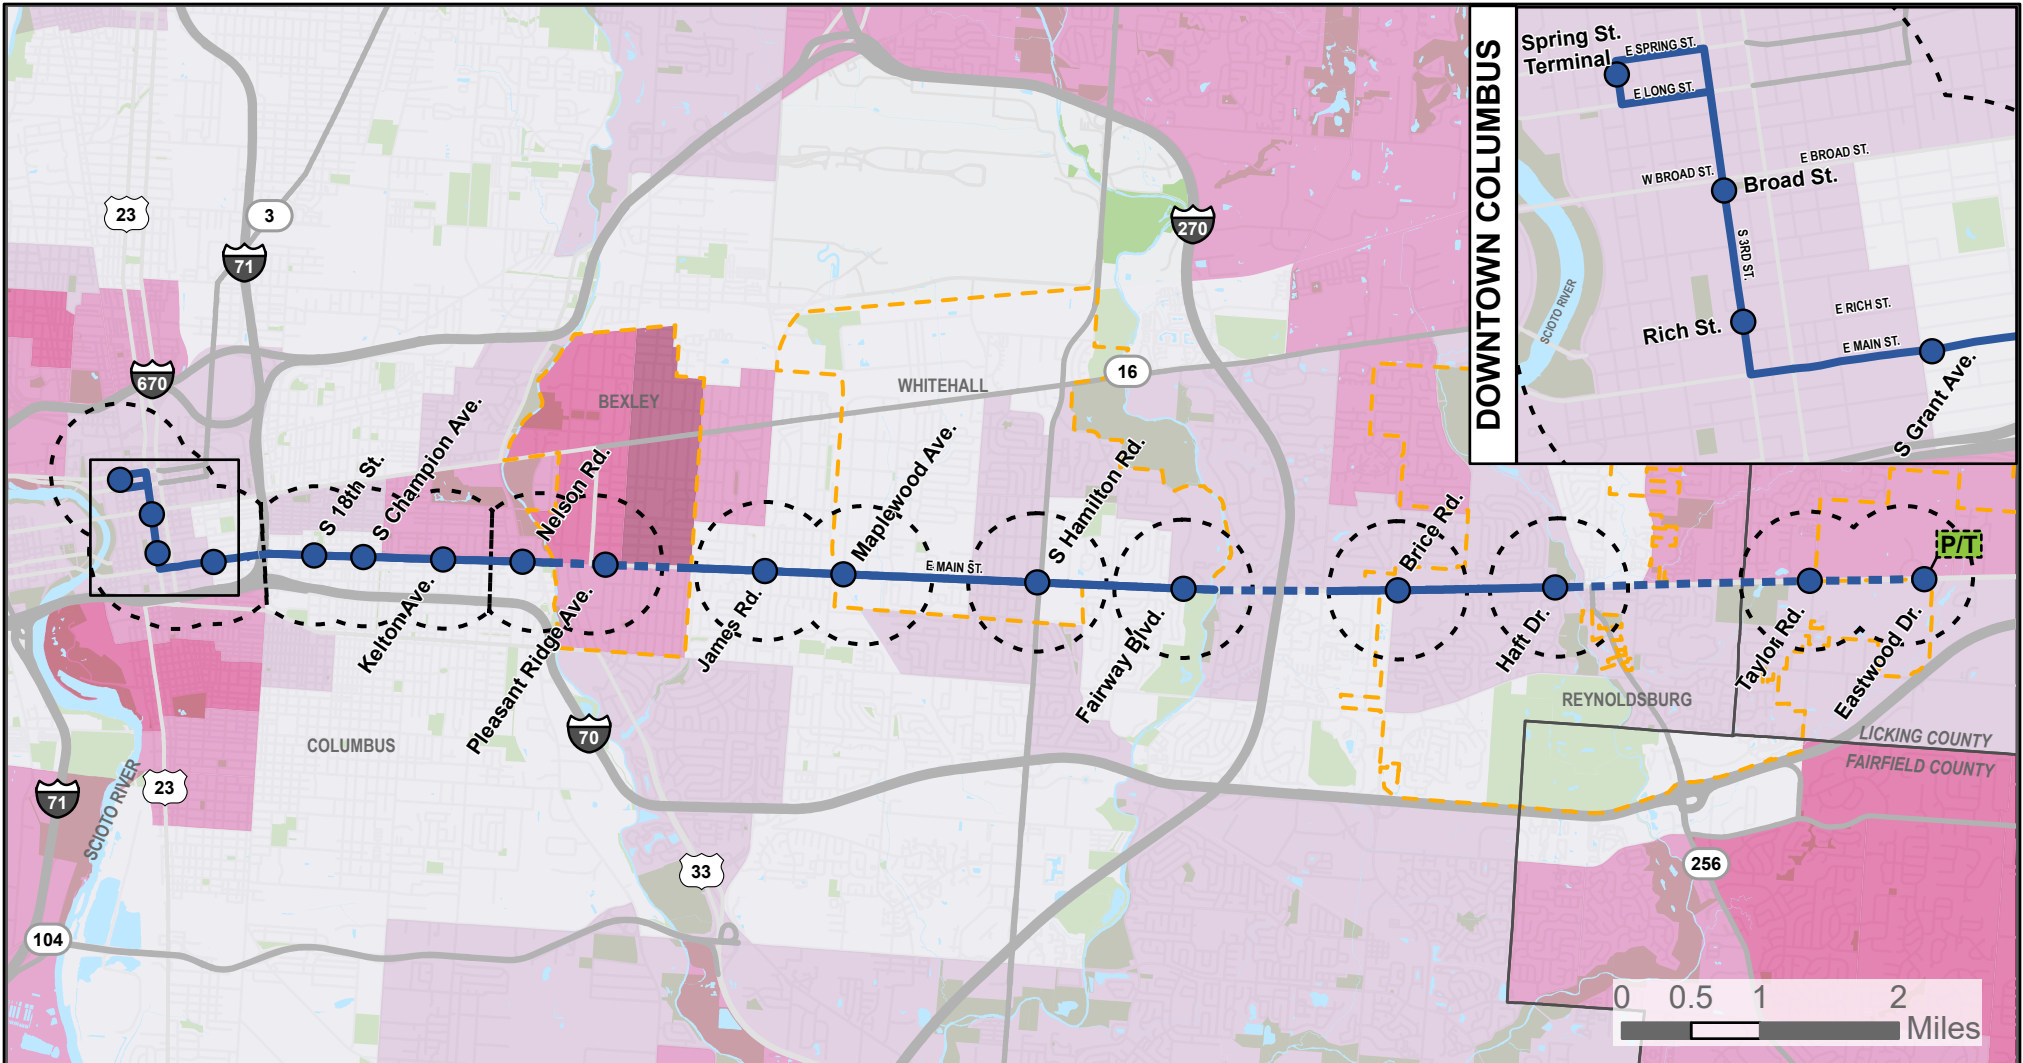 DOWNTOWN COLUMBUS
Spring St.
Terminal
E SPRING ST.
E LONG ST.
W BROAD ST.
E BROAD ST.
Broad St.
S 3RD ST.
SCIOTO RIVER
Rich St.
E RICH ST.
E MAIN ST.
S Grant Ave.
23
3
71
270
670
16
WHITEHALL
BEXLEY
S 18th St.
S Champion Ave.
Nelson Rd.
Maplewood Ave.
S Hamilton Rd.
Brice Rd.
P/T
E MAIN ST.
Kelton Ave.
Pleasant Ridge Ave.
James Rd.
Fairway Blvd.
Haft Dr.
Taylor Rd.
Eastwood Dr.
REYNOLDSBURG
COLUMBUS
70
LICKING COUNTY
FAIRFIELD COUNTY
71
23
SCIOTO RIVER
33
256
104
0 0.5 1 2
Miles